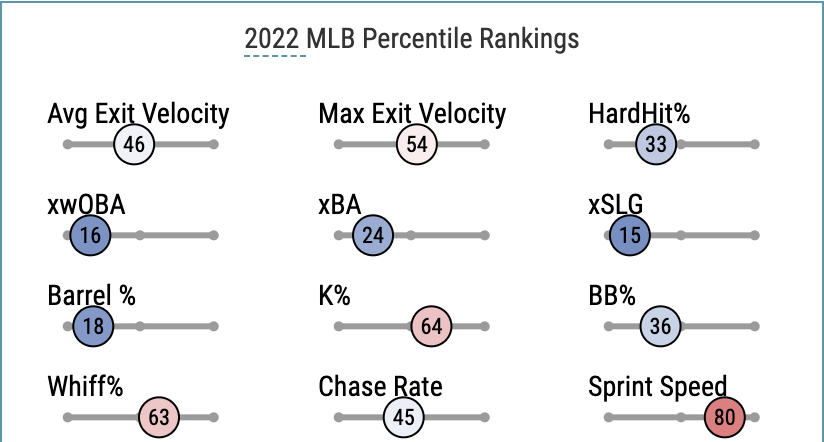 2022 MLB Percentile Rankings
Avg Exit Velocity
Max Exit Velocity
HardHit%
46
54
33
xwOBA
xBA
xSLG
16
24
15
Barrel %
K%
BB%
18
64
36
Whiff%
Chase Rate
Sprint Speed
63
45
80